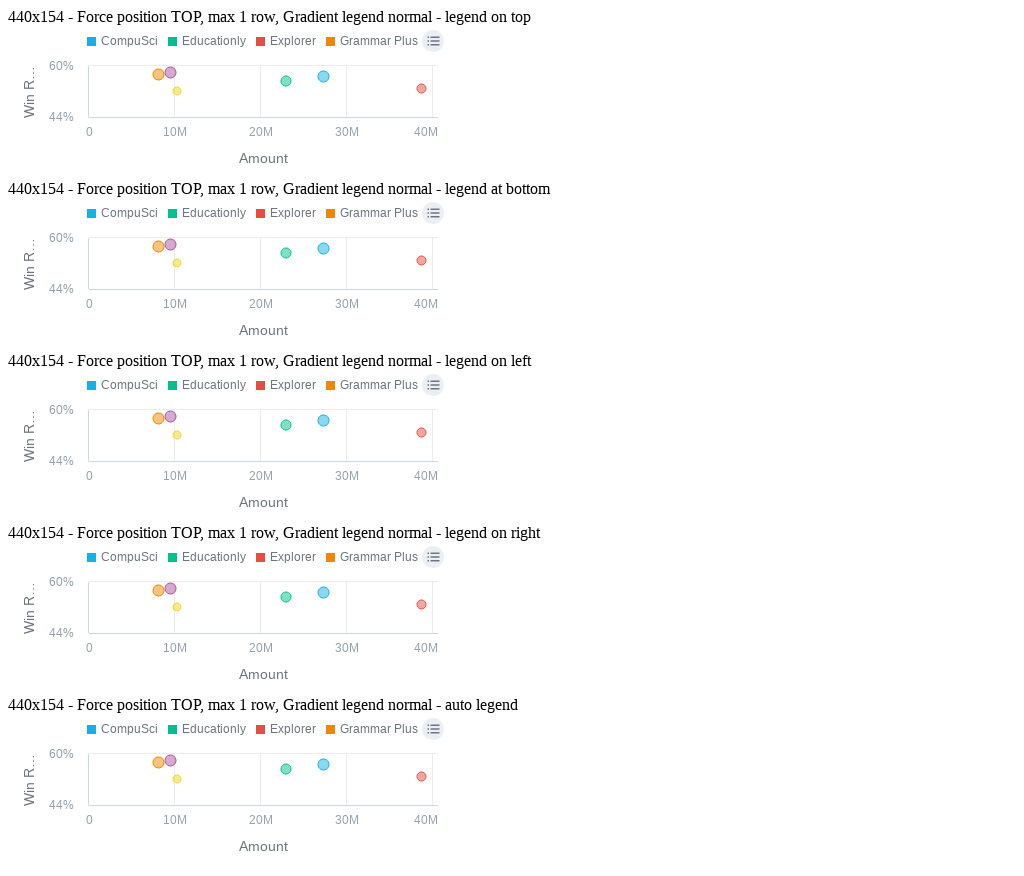 440x154 - Force position TOP, max 1 row, Gradient legend normal - legend on top
CompuSci Educationly Explorer Grammar Plus
Win R...
60%
44%
0 10M 20M 30M 40M
Amount
440x154 - Force position TOP, max 1 row, Gradient legend normal - legend at bottom
CompuSci Educationly Explorer Grammar Plus
Win R...
60%
44%
0 10M 20M 30M 40M
Amount
440x154 - Force position TOP, max 1 row, Gradient legend normal - legend on left
CompuSci Educationly Explorer Grammar Plus
Win R...
60%
44%
0 10M 20M 30M 40M
Amount
440x154 - Force position TOP, max 1 row, Gradient legend normal - legend on right
CompuSci Educationly Explorer Grammar Plus
Win R...
60%
44%
0 10M 20M 30M 40M
Amount
440x154 - Force position TOP, max 1 row, Gradient legend normal - auto legend
CompuSci Educationly Explorer Grammar Plus
Win R...
60%
44%
0 10M 20M 30M 40M
Amount